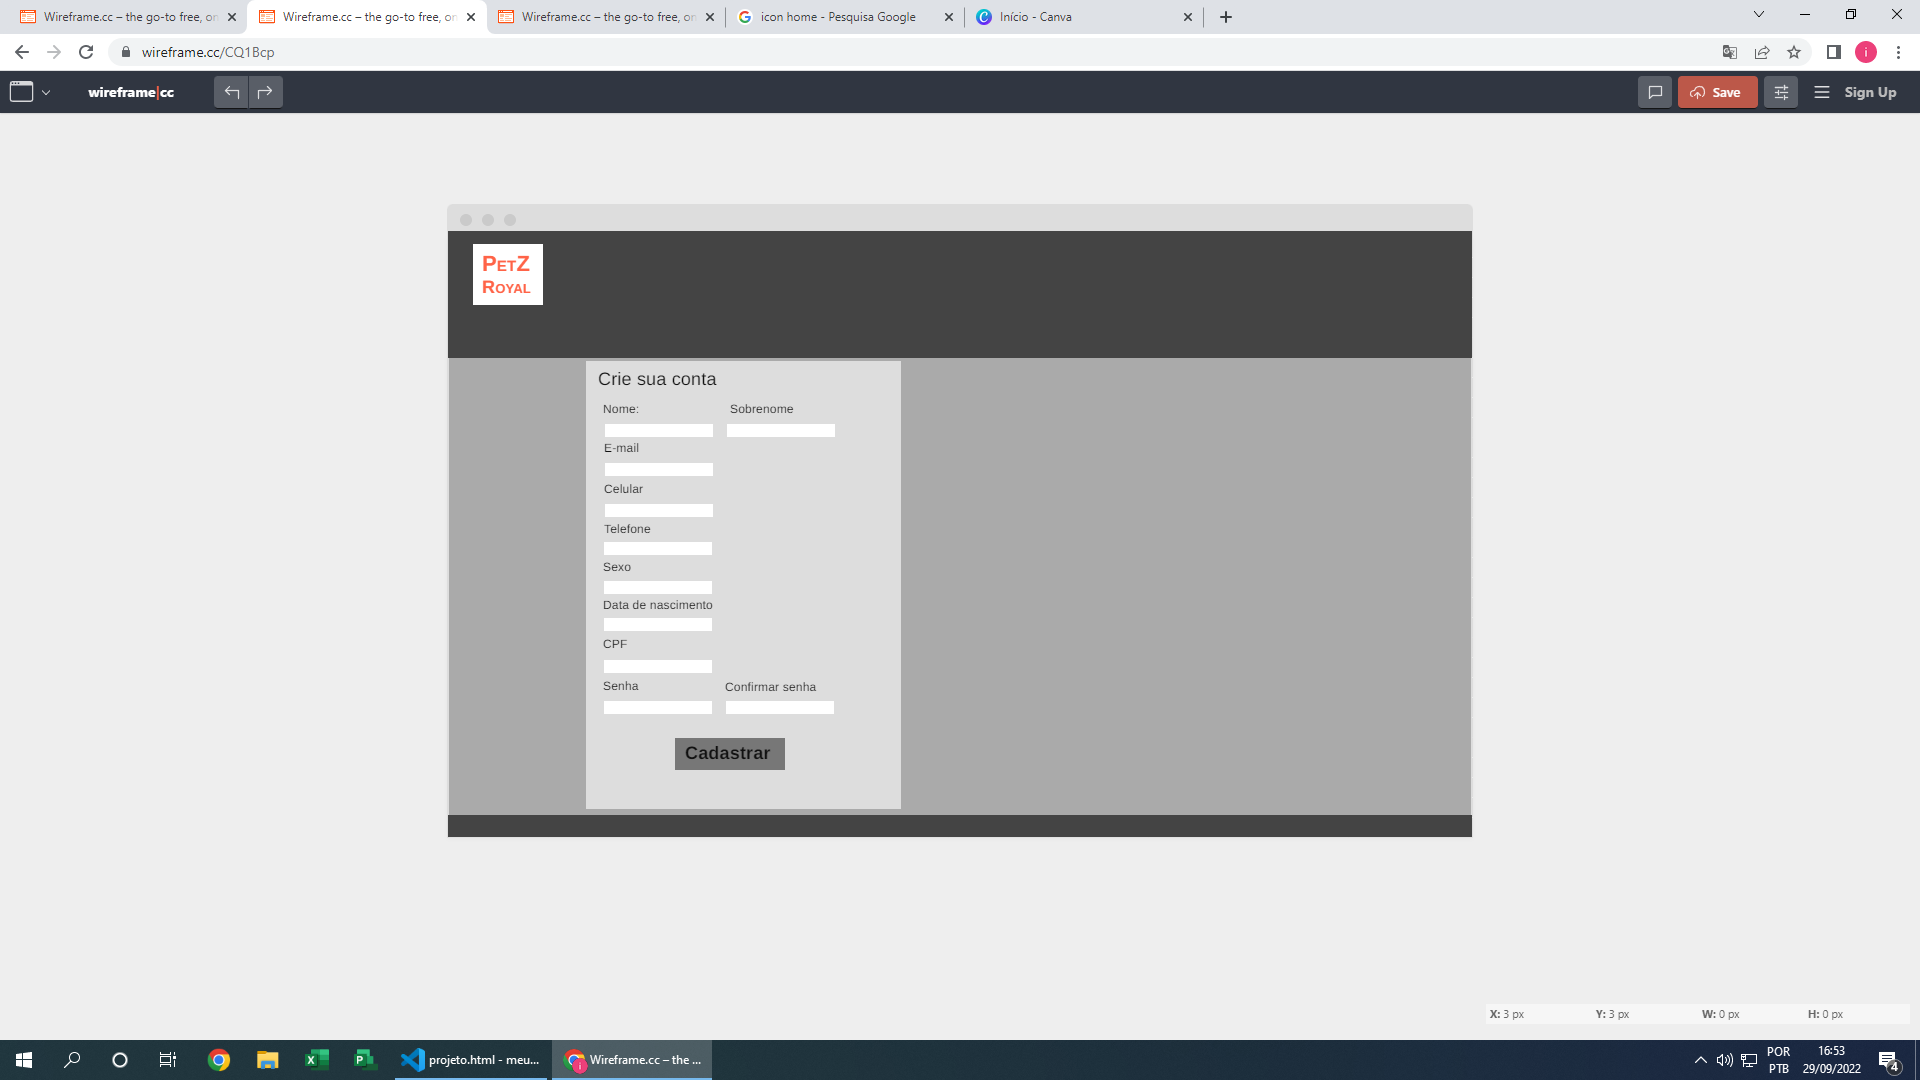 Wireframe.cc – the go-to free, on
Wireframe.cc – the go-to free, on
Wireframe.cc – the go-to free, on
icon home - Pesquisa Google
Início - Canva
wireframe.cc/CQ1Bcp
i
wireframe|cc
Save
Sign Up
PetZ
Royal
Crie sua conta
Nome: Sobrenome
E-mail
Celular
Telefone
Sexo
Data de nascimento
CPF
Senha Confirmar senha
Cadastrar
X: 3 px Y: 3 px W: 0 px H: 0 px
projeto.html - meu...
Wireframe.cc – the ...
POR
PTB
16:53
29/09/2022
4